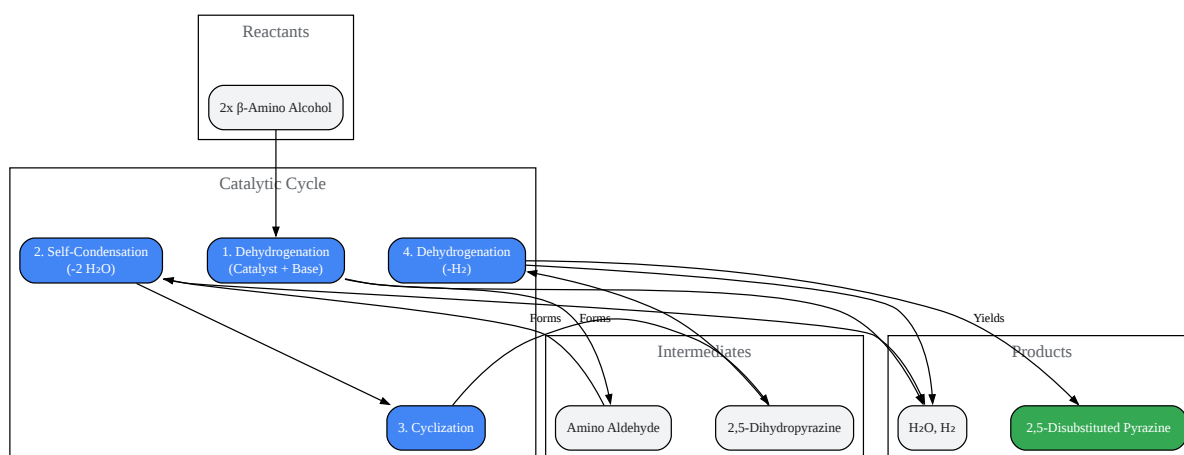 Reactants
2x β-Amino Alcohol
Catalytic Cycle
2. Self-Condensation
(-2 H₂O)
1. Dehydrogenation
(Catalyst + Base)
4. Dehydrogenation
(-H₂)
Forms
Forms
Yields
Intermediates
Products
3. Cyclization
Amino Aldehyde
2,5-Dihydropyrazine
H₂O, H₂
2,5-Disubstituted Pyrazine